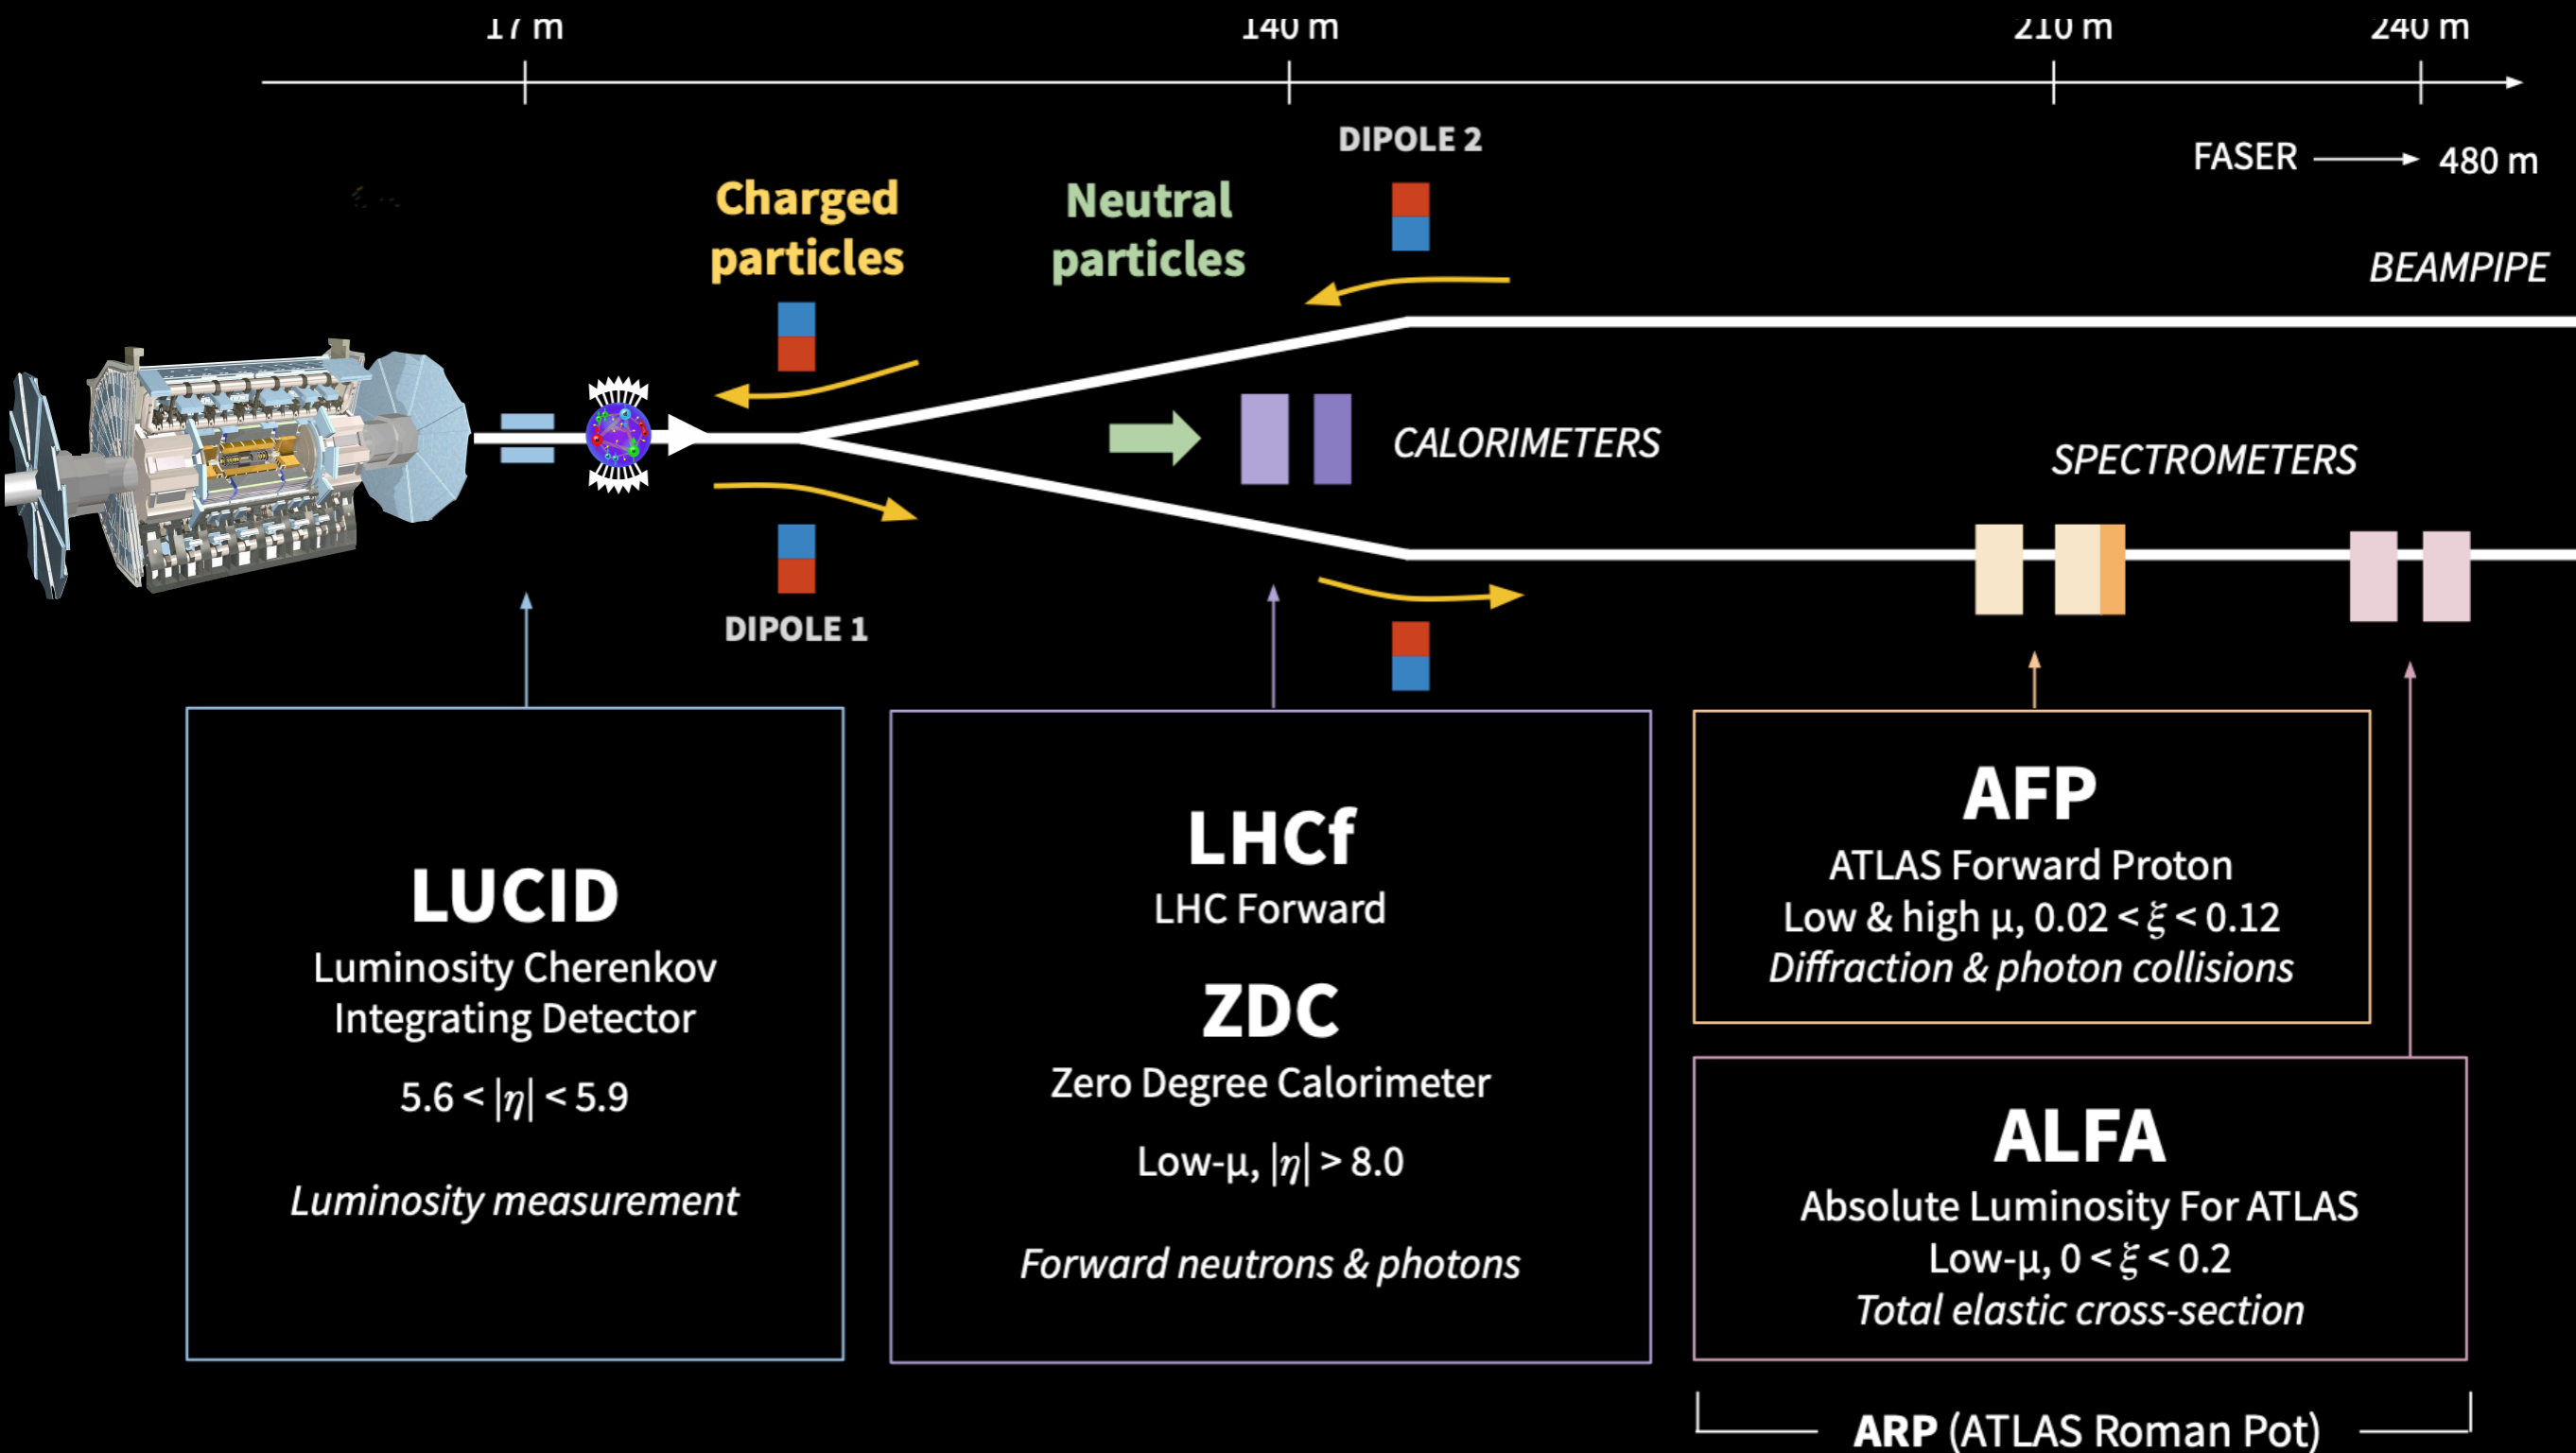 17 m
140 m
210 m
240 m
DIPOLE 2
FASER
480 m
Charged
particles
Neutral
particles
BEAMPIPE
CALORIMETERS
SPECTROMETERS
DIPOLE 1
LUCID
Luminosity Cherenkov
Integrating Detector
5.6 < |η| < 5.9
Luminosity measurement
LHCf
LHC Forward
ZDC
Zero Degree Calorimeter
Low-μ, |η| > 8.0
Forward neutrons & photons
AFP
ATLAS Forward Proton
Low & high μ, 0.02 < ξ < 0.12
Diffraction & photon collisions
ALFA
Absolute Luminosity For ATLAS
Low-μ, 0 < ξ < 0.2
Total elastic cross-section
ARP (ATLAS Roman Pot)